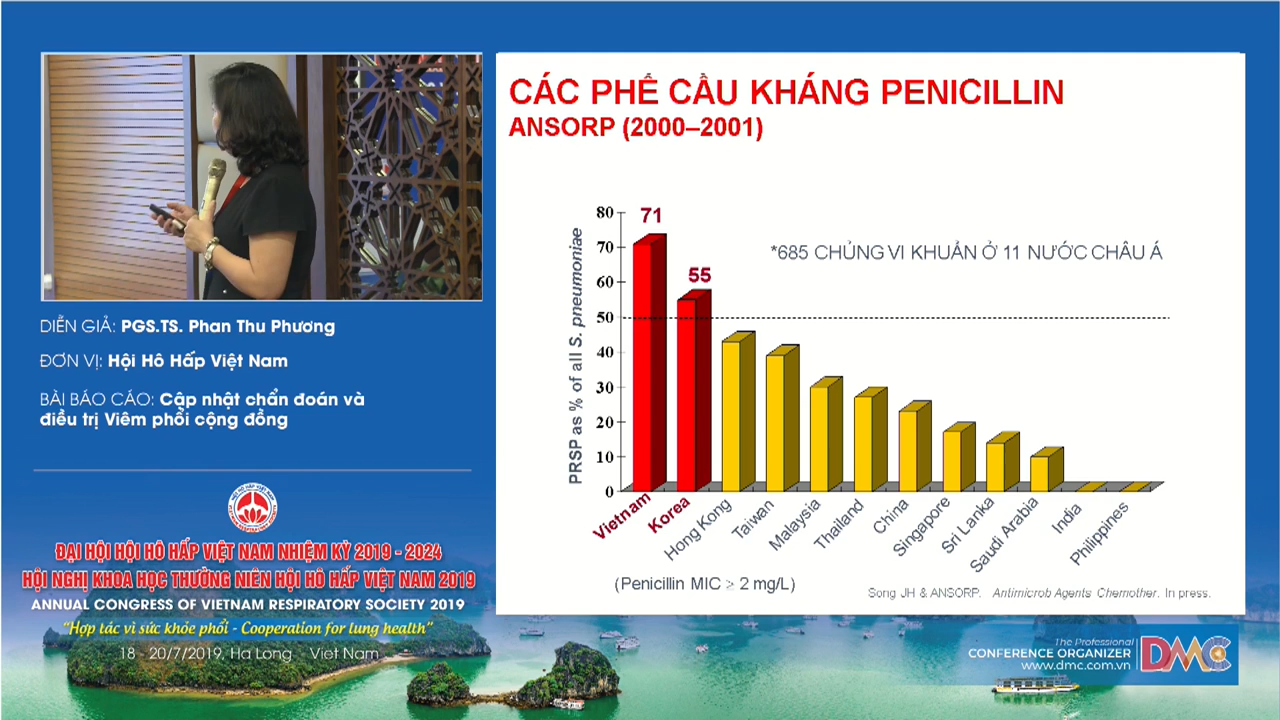 CÁC PHẾ CẦU KHÁNG PENICILLIN
ANSORP (2000–2001)
PRSP as % of all S. pneumoniae
80
70
60
50
40
30
20
10
0
71
55
*685 CHỦNG VI KHUẨN Ở 11 NƯỚC CHÂU Á
Vietnam
Korea
Hong Kong
Taiwan
Malaysia
Thailand
China
Singapore
Sri Lanka
Saudi Arabia
India
Philippines
(Penicillin MIC ≥ 2 mg/L)
Song JH & ANSORP. Antimicrob Agents Chemother. In press.
DIỄN GIẢ: PGS.TS. Phan Thu Phương
ĐƠN VỊ: Hội Hô Hấp Việt Nam
BÀI BÁO CÁO: Cập nhật chẩn đoán và
điều trị Viêm phổi cộng đồng
ĐẠI HỘI HỘI HÔ HẤP VIỆT NAM NHIỆM KỲ 2019 - 2024
HỘI NGHỊ KHOA HỌC THƯỜNG NIÊN HỘI HÔ HẤP VIỆT NAM 2019
ANNUAL CONGRESS OF VIETNAM RESPIRATORY SOCIETY 2019
“Hợp tác vì sức khỏe phổi - Cooperation for lung health”
18 - 20/7/2019, Ha Long - Viet Nam
The Professional
CONFERENCE ORGANIZER
www.dmc.com.vn
DMC